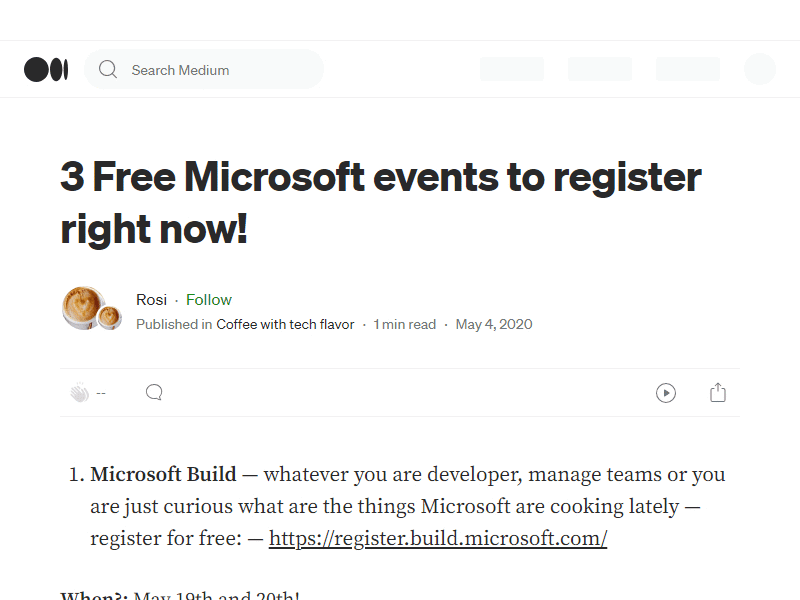 Search Medium
3 Free Microsoft events to register
right now!
Rosi · Follow
Published in Coffee with tech flavor · 1 min read · May 4, 2020
--
1. Microsoft Build — whatever you are developer, manage teams or you
are just curious what are the things Microsoft are cooking lately —
register for free: — https://register.build.microsoft.com/
When?: May 19th and 20th!